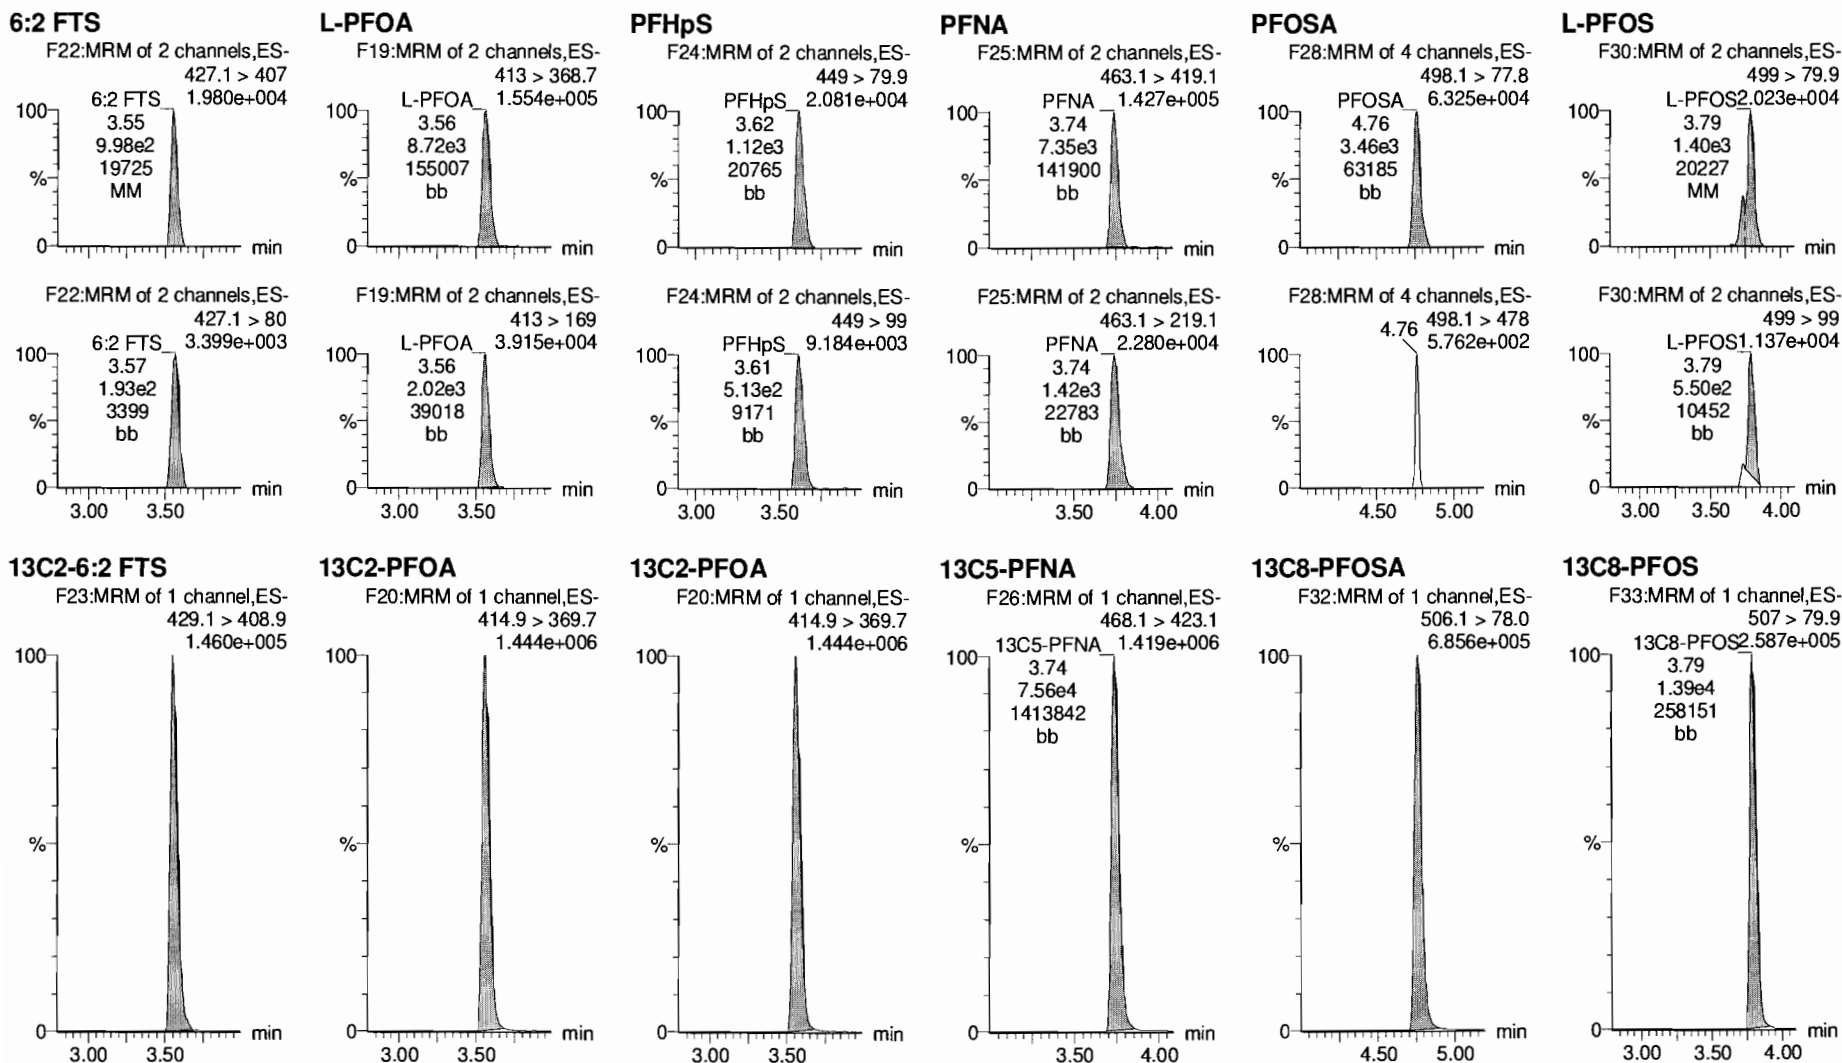 6:2 FTS
F22:MRM of 2 channels,ES-
427.1 > 407
1.980e+004
6:2 FTS
3.55
9.98e2
19725
MM
100
%
0
min
L-PFOA
F19:MRM of 2 channels,ES-
413 > 368.7
1.554e+005
L-PFOA
3.56
8.72e3
155007
bb
100
%
0
min
PFHpS
F24:MRM of 2 channels,ES-
449 > 79.9
2.081e+004
PFHpS
3.62
1.12e3
20765
bb
100
%
0
min
PFNA
F25:MRM of 2 channels,ES-
463.1 > 419.1
1.427e+005
PFNA
3.74
7.35e3
141900
bb
100
%
0
min
PFOSA
F28:MRM of 4 channels,ES-
498.1 > 77.8
6.325e+004
PFOSA
4.76
3.46e3
63185
bb
100
%
0
min
L-PFOS
F30:MRM of 2 channels,ES-
499 > 79.9
L-PFOS 2.023e+004
3.79
1.40e3
20227
MM
100
%
0
min
F22:MRM of 2 channels,ES-
427.1 > 80
3.399e+003
6:2 FTS
3.57
1.93e2
3399
bb
100
%
0
min
3.00 3.50
F19:MRM of 2 channels,ES-
413 > 169
3.915e+004
L-PFOA
3.56
2.02e3
39018
bb
100
%
0
min
3.00 3.50
F24:MRM of 2 channels,ES-
449 > 99
9.184e+003
PFHpS
3.61
5.13e2
9171
bb
100
%
0
min
3.00 3.50
F25:MRM of 2 channels,ES-
463.1 > 219.1
2.280e+004
PFNA
3.74
1.42e3
22783
bb
100
%
0
min
3.50 4.00
F28:MRM of 4 channels,ES-
498.1 > 478
5.762e+002
4.76
100
%
0
min
4.50 5.00
F30:MRM of 2 channels,ES-
499 > 99
L-PFOS 1.137e+004
3.79
5.50e2
10452
bb
100
%
0
min
3.00 3.50 4.00
13C2-6:2 FTS
F23:MRM of 1 channel,ES-
429.1 > 408.9
1.460e+005
100
%
0
min
3.00 3.50
13C2-PFOA
F20:MRM of 1 channel,ES-
414.9 > 369.7
1.444e+006
100
%
0
min
3.00 3.50
13C2-PFOA
F20:MRM of 1 channel,ES-
414.9 > 369.7
1.444e+006
100
%
0
min
3.00 3.50
13C5-PFNA
F26:MRM of 1 channel,ES-
468.1 > 423.1
1.419e+006
13C5-PFNA
3.74
7.56e4
1413842
bb
100
%
0
min
3.50 4.00
13C8-PFOSA
F32:MRM of 1 channel,ES-
506.1 > 78.0
6.856e+005
100
%
0
min
4.50 5.00
13C8-PFOS
F33:MRM of 1 channel,ES-
507 > 79.9
13C8-PFOS 2.587e+005
3.79
1.39e4
258151
bb
100
%
0
min
3.00 3.50 4.00